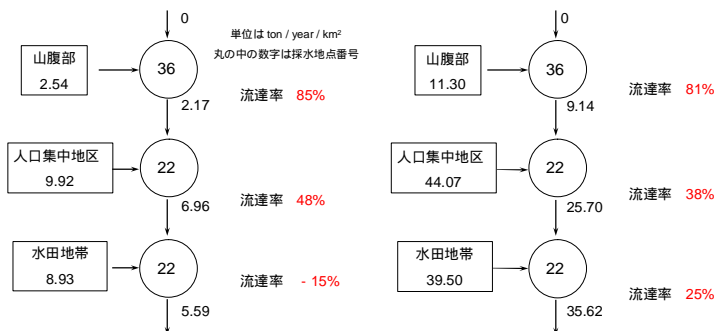 0
単位は ton / year / km²
丸の中の数字は採水地点番号
山腹部
2.54
36
2.17
流達率 85%
人口集中地区
9.92
22
6.96
流達率 48%
水田地帯
8.93
22
5.59
流達率 - 15%
0
山腹部
11.30
36
9.14
流達率 81%
人口集中地区
44.07
22
25.70
流達率 38%
水田地帯
39.50
22
35.62
流達率 25%